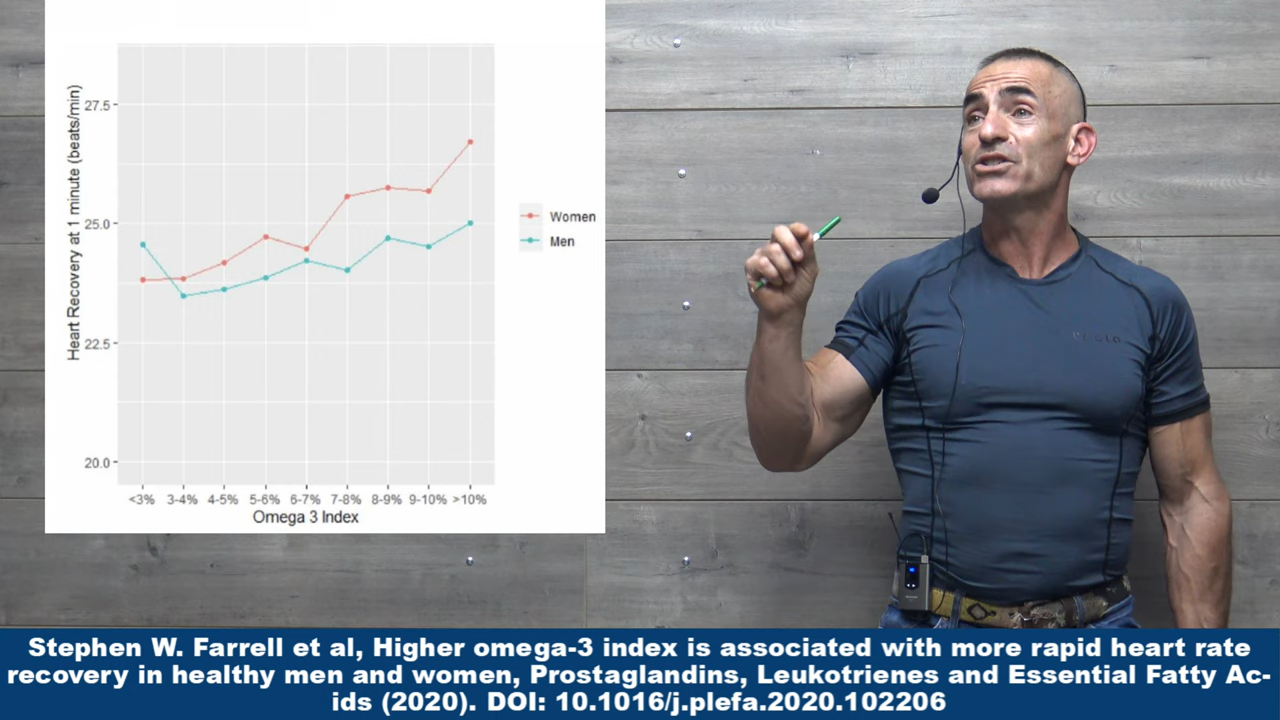 Heart Recovery at 1 minute (beats/min)
27.5
25.0
22.5
20.0
<3% 3-4% 4-5% 5-6% 6-7% 7-8% 8-9% 9-10% >10%
Omega 3 Index
Women
Men
Stephen W. Farrell et al, Higher omega-3 index is associated with more rapid heart rate
recovery in healthy men and women, Prostaglandins, Leukotrienes and Essential Fatty Ac-
ids (2020). DOI: 10.1016/j.plefa.2020.102206